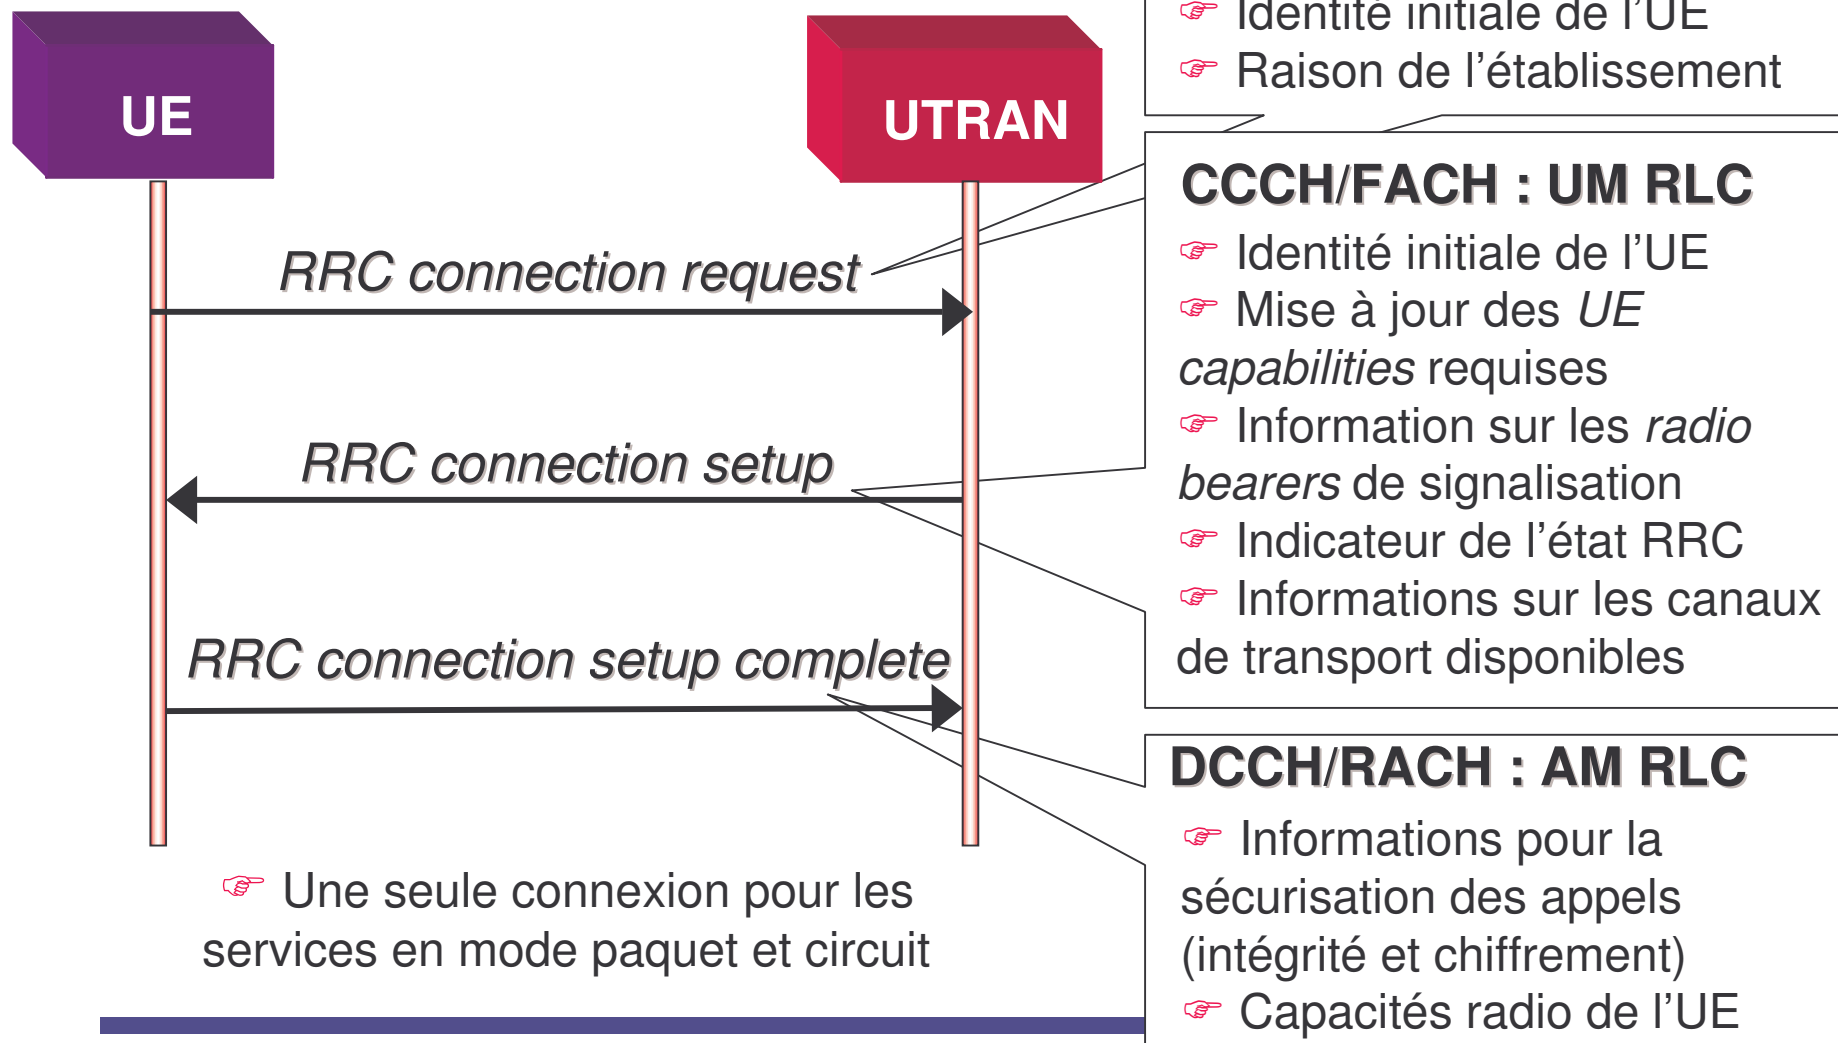 UE
UTRAN
RRC connection request
RRC connection setup
RRC connection setup complete
☞ Une seule connexion pour les
services en mode paquet et circuit
☞ Identité initiale de l’UE
☞ Raison de l’établissement
CCCH/FACH : UM RLC
☞ Identité initiale de l’UE
☞ Mise à jour des UE
capabilities requises
☞ Information sur les radio
bearers de signalisation
☞ Indicateur de l’état RRC
☞ Informations sur les canaux
de transport disponibles
DCCH/RACH : AM RLC
☞ Informations pour la
sécurisation des appels
(intégrité et chiffrement)
☞ Capacités radio de l’UE